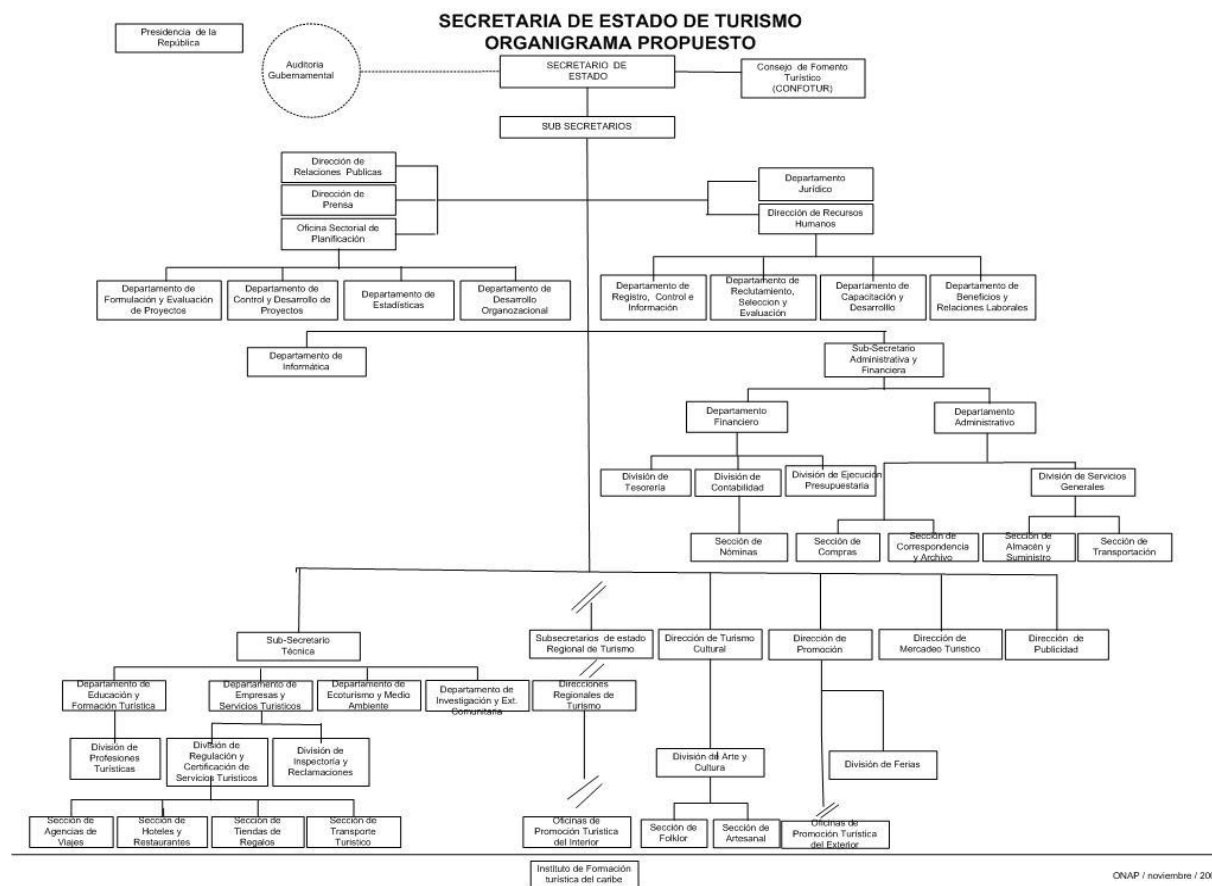 SECRETARIA DE ESTADO DE TURISMO
ORGANIGRAMA PROPUESTO
Presidencia de la
República
Auditoria
Gubernamental
SECRETARIO DE
ESTADO
Consejo de Fomento
Turístico
(CONFOTUR)
SUB SECRETARIOS
Dirección de
Relaciones Publicas
Dirección de
Prensa
Oficina Sectorial de
Planificación
Departamento
Jurídico
Dirección de Recursos
Humanos
Departamento de
Formulación y Evaluación
de Proyectos
Departamento de
Control y Desarrollo de
Proyectos
Departamento de
Estadísticas
Departamento de
Desarrollo
Organozacional
Departamento de
Registro, Control e
Información
Departamento de
Reclutamiento,
Seleccion y
Evaluación
Departamento de
Capacitación y
Desarrolllo
Departamento de
Beneficios y
Relaciones Laborales
Departamento de
Informática
Sub-Secretario
Administrativa y
Financiera
Departamento
Financiero
Departamento
Administrativo
División de
Tesorería
División de
Contabilidad
División de Ejecución
Presupuestaria
División de Servicios
Generales
Sección de
Nóminas
Sección de
Compras
Sección de
Correspondencia
y Archivo
Sección de
Almacén y
Suministro
Sección de
Transportación
Sub-Secretario
Técnica
Subsecretarios de estado
Regional de Turismo
Dirección de Turismo
Cultural
Dirección de
Promoción
Dirección de
Mercadeo Turistico
Dirección de
Publicidad
Departamento de
Educación y
Formación Turística
Departamento de
Empresas y
Servicios Turisticos
Departamento de
Ecoturismo y Medio
Ambiente
Departamento de
Investigación y Ext.
Comunitaria
Direcciones
Regionales de
Turismo
División de
Profesiones
Turísticas
División de
Regulación y
Certificación de
Servicios Turisticos
División de
Inspectoría y
Reclamaciones
División de Arte y
Cultura
División de Ferias
Sección de
Agencias de
Viajes
Sección de
Hoteles y
Restaurantes
Sección de
Tiendas de
Regalos
Sección de
Transporte
Turistico
Oficinas de
Promoción Turistica
del Interior
Sección de
Folklor
Sección de
Artesanal
Oficinas de
Promoción Turística
del Exterior
Instituto de Formación
turística del caribe
ONAP / noviembre / 200